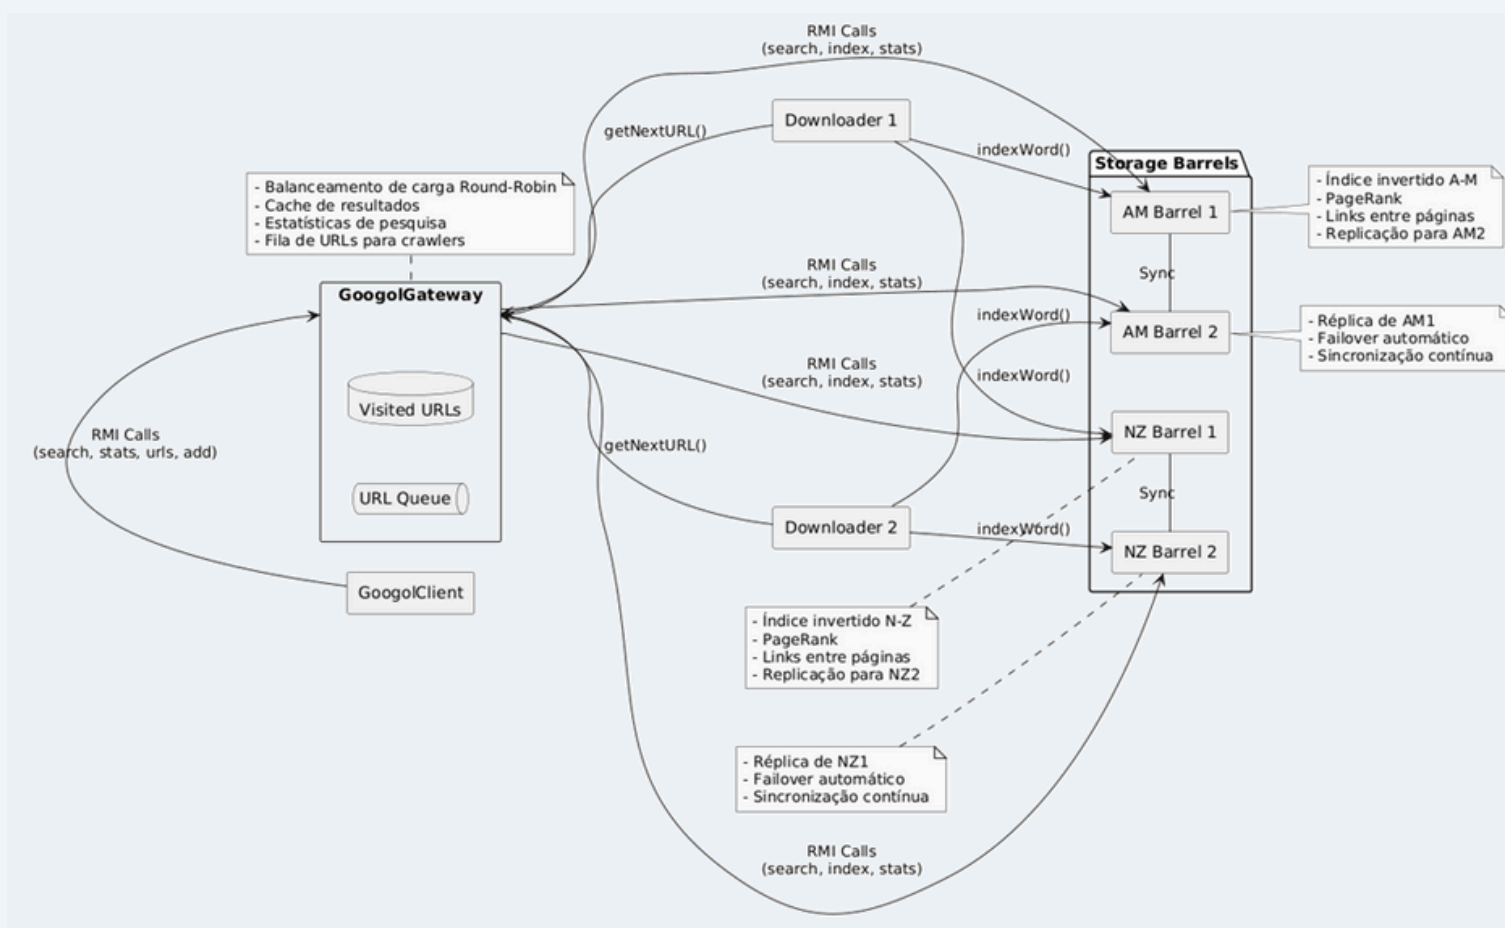 RMI Calls
(search, index, stats)
Downloader 1
getNextURL()
indexWord()
Storage Barrels
- Balanceamento de carga Round-Robin
- Cache de resultados
- Estatísticas de pesquisa
- Fila de URLs para crawlers
AM Barrel 1
- Índice invertido A-M
- PageRank
- Links entre páginas
- Replicação para AM2
RMI Calls
(search, index, stats)
Sync
GoogolGateway
indexWord()
AM Barrel 2
- Réplica de AM1
- Failover automático
- Sincronização contínua
RMI Calls
(search, index, stats)
indexWord()
Visited URLs
NZ Barrel 1
RMI Calls
(search, stats, urls, add)
getNextURL()
URL Queue
Sync
Downloader 2
indexWord()
NZ Barrel 2
GoogolClient
- Índice invertido N-Z
- PageRank
- Links entre páginas
- Replicação para NZ2
- Réplica de NZ1
- Failover automático
- Sincronização contínua
RMI Calls
(search, index, stats)